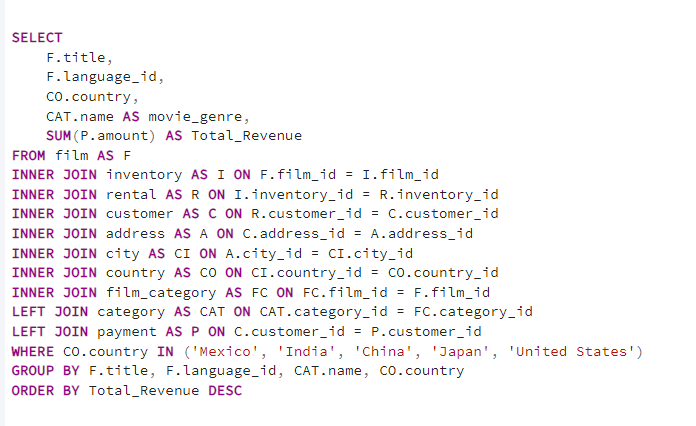 SELECT
    F.title,
    F.language_id,
    CO.country,
    CAT.name AS movie_genre,
    SUM(P.amount) AS Total_Revenue
FROM film AS F
INNER JOIN inventory AS I ON F.film_id = I.film_id
INNER JOIN rental AS R ON I.inventory_id = R.inventory_id
INNER JOIN customer AS C ON R.customer_id = C.customer_id
INNER JOIN address AS A ON C.address_id = A.address_id
INNER JOIN city AS CI ON A.city_id = CI.city_id
INNER JOIN country AS CO ON CI.country_id = CO.country_id
INNER JOIN film_category AS FC ON FC.film_id = F.film_id
LEFT JOIN category AS CAT ON CAT.category_id = FC.category_id
LEFT JOIN payment AS P ON C.customer_id = P.customer_id
WHERE CO.country IN ('Mexico', 'India', 'China', 'Japan', 'United States')
GROUP BY F.title, F.language_id, CAT.name, CO.country
ORDER BY Total_Revenue DESC